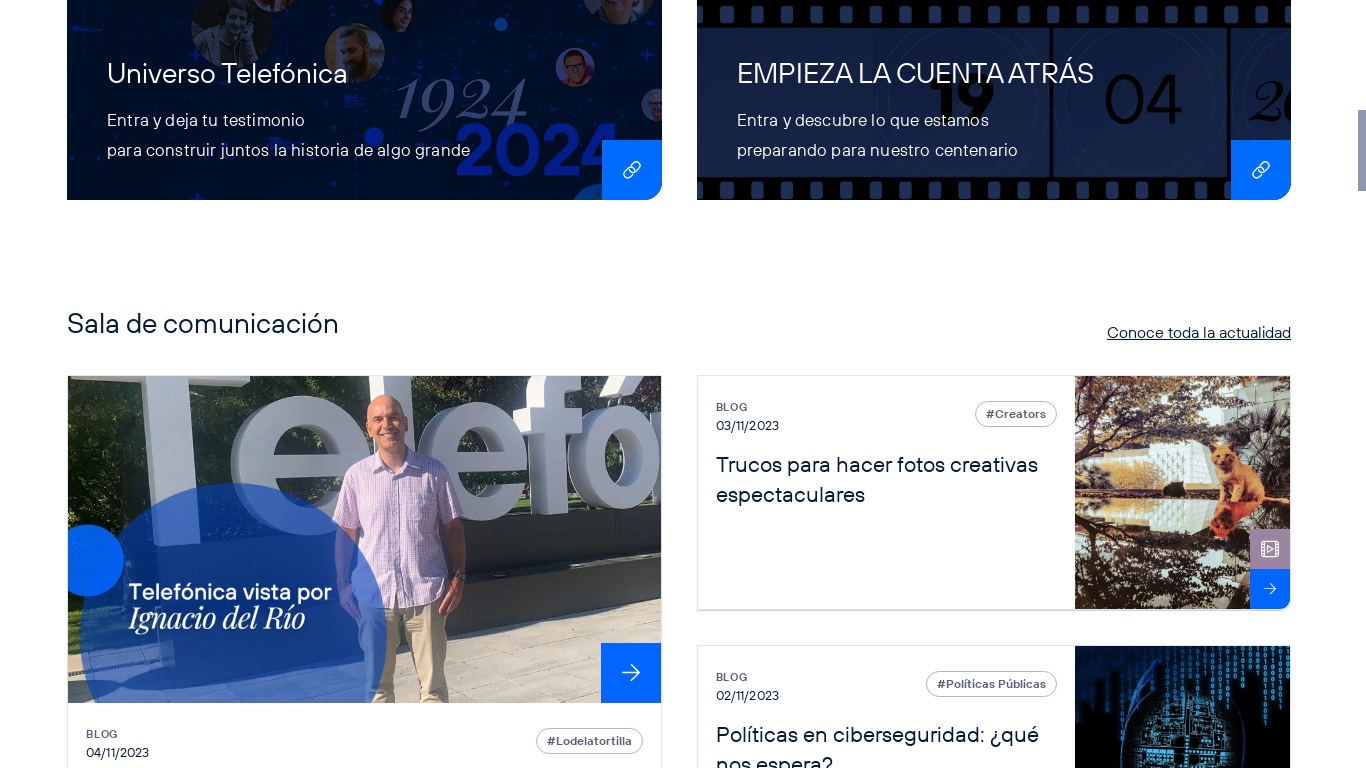 Universo Telefónica
1924
Entra y deja tu testimonio
2024
para construir juntos la historia de algo grande
EMPIEZA LA CUENTA ATRÁS
19
04
Entra y descubre lo que estamos
preparando para nuestro centenario
Sala de comunicación
Conoce toda la actualidad
Telefó
Telefónica vista por
Ignacio del Río
BLOG
#Lodelatortilla
04/11/2023
BLOG
#Creators
03/11/2023
Trucos para hacer fotos creativas
espectaculares
BLOG
#Políticas Públicas
02/11/2023
Políticas en ciberseguridad: ¿qué
nos espera?